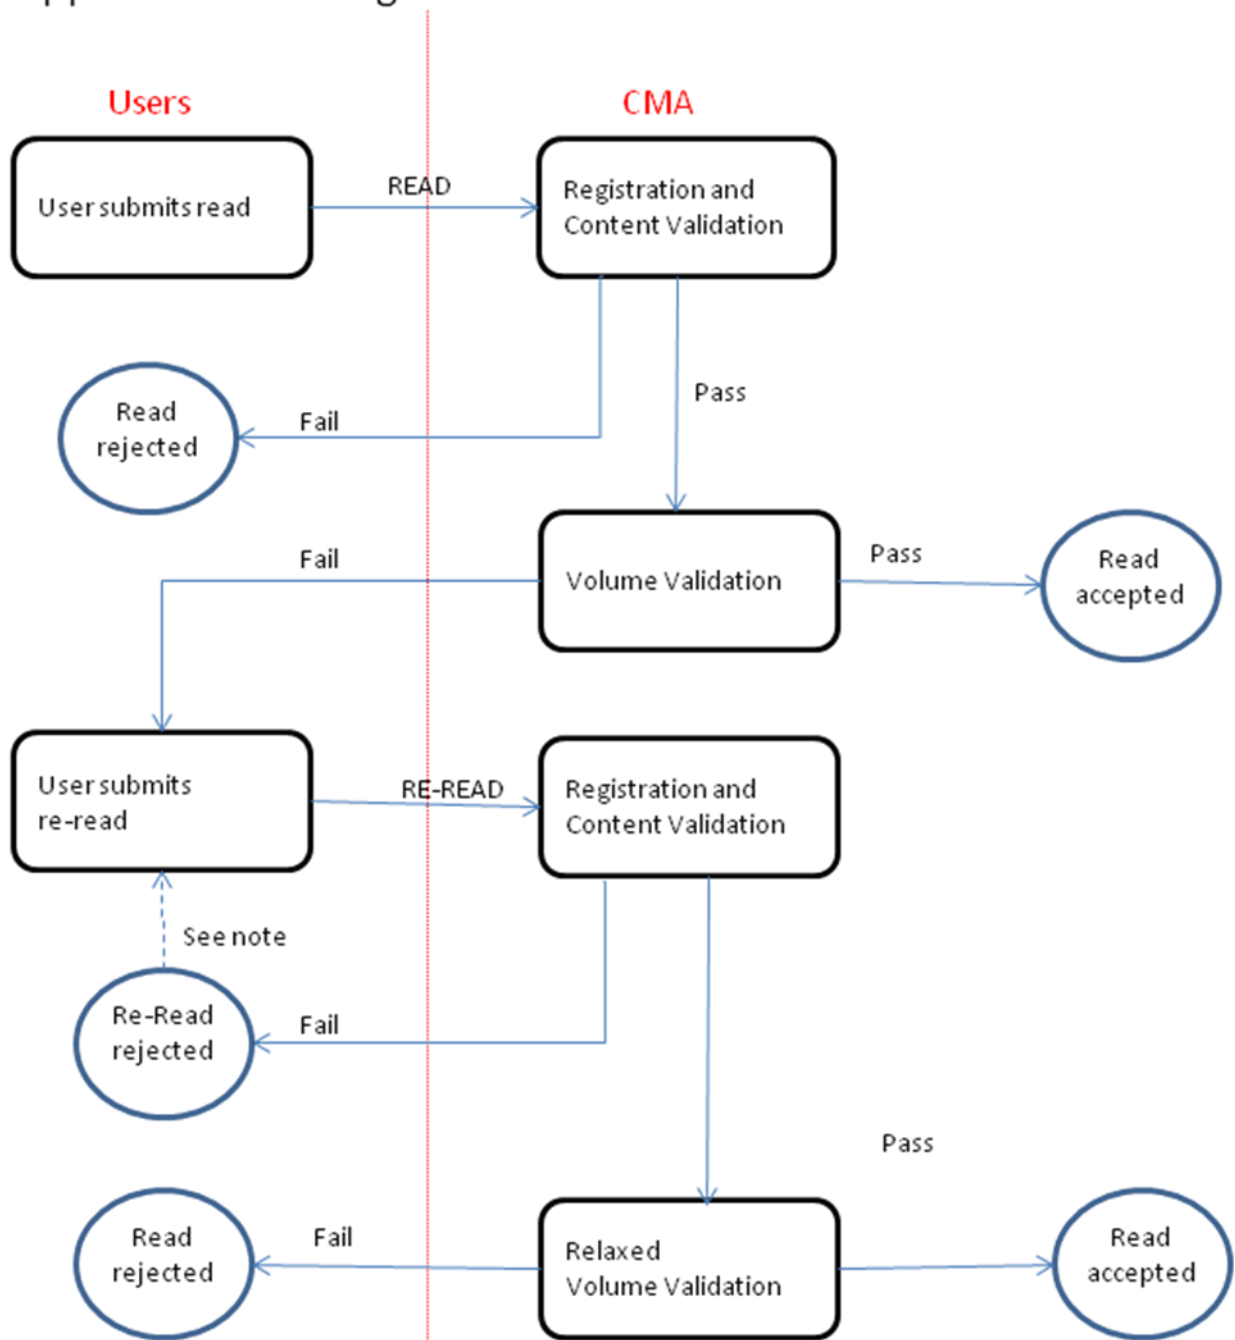 Users
CMA
User submits read
READ
Registration and
Content Validation
Pass
Read
rejected
Fail
Fail
Volume Validation
Pass
Read
accepted
User submits
re-read
RE-READ
Registration and
Content Validation
See note
Re-Read
rejected
Fail
Pass
Read
rejected
Fail
Relaxed
Volume Validation
Read
accepted